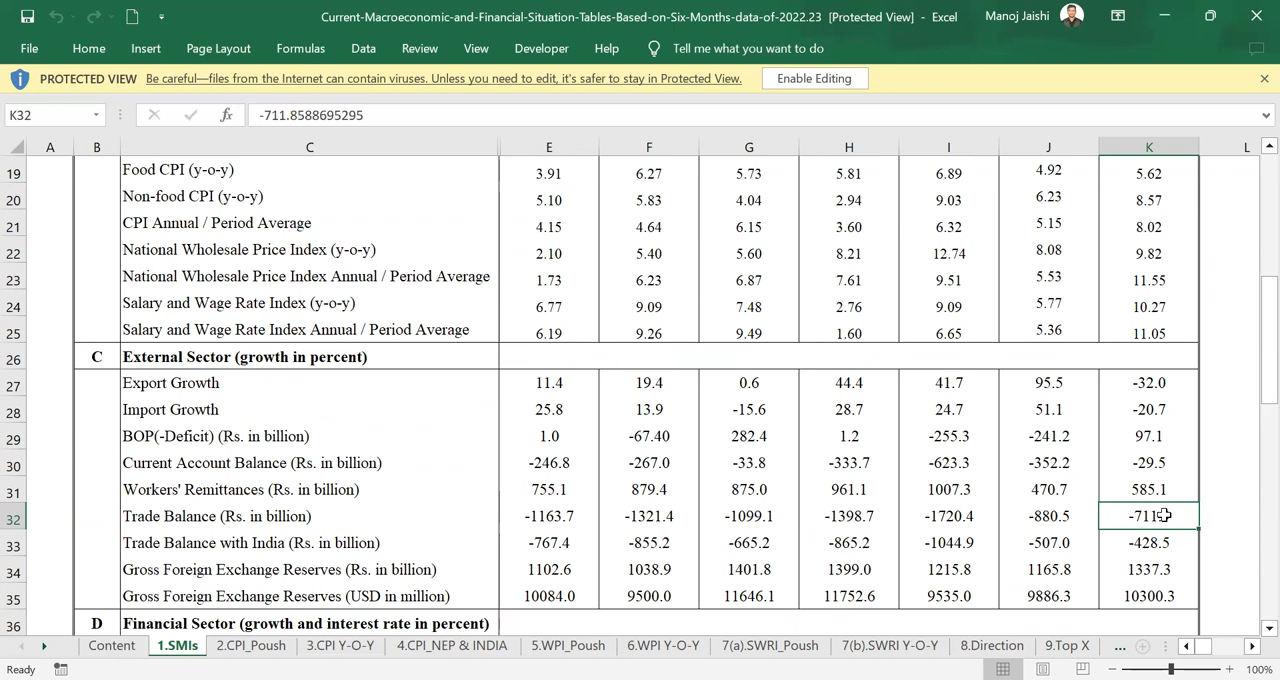 Current-Macroeconomic-and-Financial-Situation-Tables-Based-on-Six-Months-data-of-2022.23 [Protected View] - Excel Manoj Jaishi
File Home Insert Page Layout Formulas Data Review View Developer Help Tell me what you want to do
PROTECTED VIEW Be careful—files from the Internet can contain viruses. Unless you need to edit, it's safer to stay in Protected View. Enable Editing
K32 fx -711.8588695295
A B C E F G H I J K L
19 Food CPI (y-o-y) 3.91 6.27 5.73 5.81 6.89 4.92 5.62
20 Non-food CPI (y-o-y) 5.10 5.83 4.04 2.94 9.03 6.23 8.57
21 CPI Annual / Period Average 4.15 4.64 6.15 3.60 6.32 5.15 8.02
22 National Wholesale Price Index (y-o-y) 2.10 5.40 5.60 8.21 12.74 8.08 9.82
23 National Wholesale Price Index Annual / Period Average 1.73 6.23 6.87 7.61 9.51 5.53 11.55
24 Salary and Wage Rate Index (y-o-y) 6.77 9.09 7.48 2.76 9.09 5.77 10.27
25 Salary and Wage Rate Index Annual / Period Average 6.19 9.26 9.49 1.60 6.65 5.36 11.05
26 C External Sector (growth in percent)
27 Export Growth 11.4 19.4 0.6 44.4 41.7 95.5 -32.0
28 Import Growth 25.8 13.9 -15.6 28.7 24.7 51.1 -20.7
29 BOP(-Deficit) (Rs. in billion) 1.0 -67.40 282.4 1.2 -255.3 -241.2 97.1
30 Current Account Balance (Rs. in billion) -246.8 -267.0 -33.8 -333.7 -623.3 -352.2 -29.5
31 Workers' Remittances (Rs. in billion) 755.1 879.4 875.0 961.1 1007.3 470.7 585.1
32 Trade Balance (Rs. in billion) -1163.7 -1321.4 -1099.1 -1398.7 -1720.4 -880.5
33 Trade Balance with India (Rs. in billion) -767.4 -855.2 -665.2 -865.2 -1044.9 -507.0 -428.5
34 Gross Foreign Exchange Reserves (Rs. in billion) 1102.6 1038.9 1401.8 1399.0 1215.8 1165.8 1337.3
35 Gross Foreign Exchange Reserves (USD in million) 10084.0 9500.0 11646.1 11752.6 9535.0 9886.3 10300.3
36 D Financial Sector (growth and interest rate in percent)
Content 1.SMIs 2.CPI_Poush 3.CPI Y-O-Y 4.CPI_NEP & INDIA 5.WPI_Poush 6.WPI Y-O-Y 7(a).SWRI_Poush 7(b).SWRI Y-O-Y 8.Direction 9.Top X ...
Ready 100%